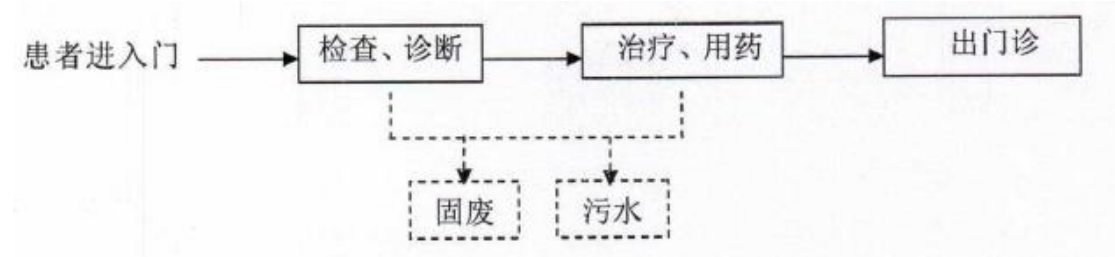 患者进入门
检查、诊断
治疗、用药
出门诊
固废
污水